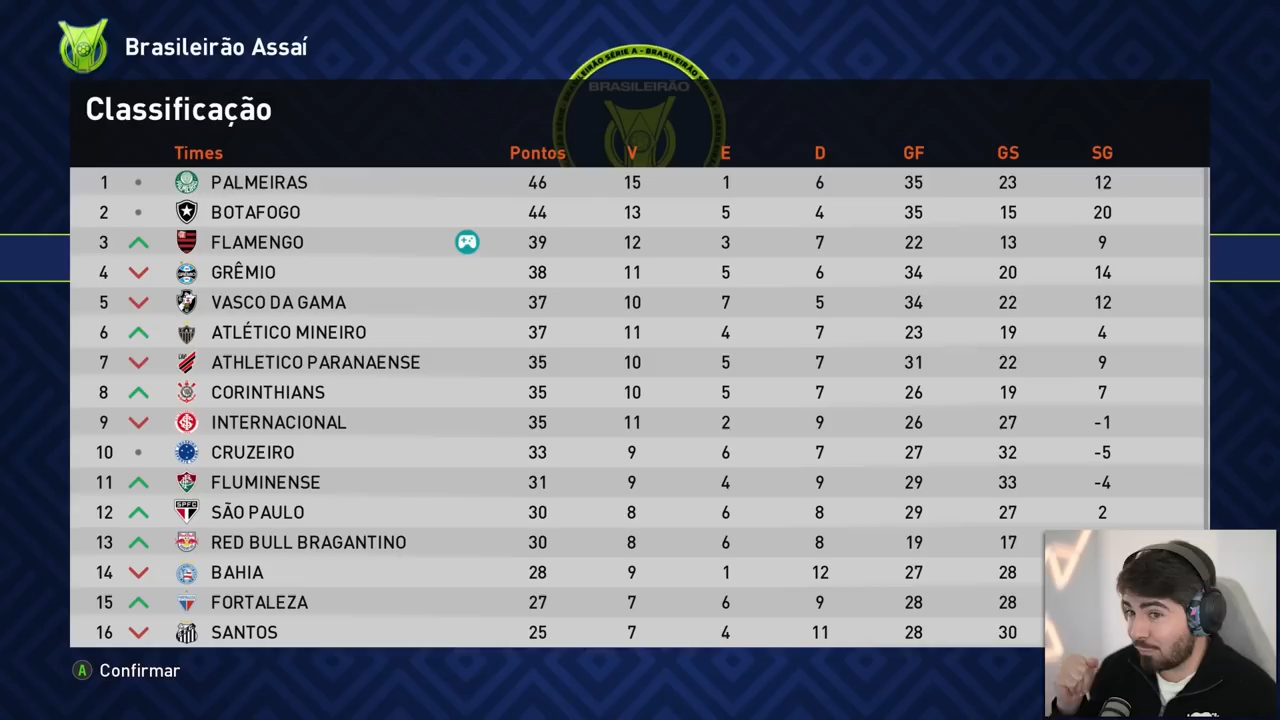 Brasileirão Assaí
BRASILEIRÃO SÉRIE A - BRASILEIRÃO
BRASILEIRÃO
Classificação
Times Pontos V E D GF GS SG
1 PALMEIRAS 46 15 1 6 35 23 12
2 BOTAFOGO 44 13 5 4 35 15 20
3 FLAMENGO 39 12 3 7 22 13 9
4 GRÊMIO 38 11 5 6 34 20 14
5 VASCO DA GAMA 37 10 7 5 34 22 12
6 ATLÉTICO MINEIRO 37 11 4 7 23 19 4
7 ATHLETICO PARANAENSE 35 10 5 7 31 22 9
8 CORINTHIANS 35 10 5 7 26 19 7
9 INTERNACIONAL 35 11 2 9 26 27 -1
10 CRUZEIRO 33 9 6 7 27 32 -5
11 FLUMINENSE 31 9 4 9 29 33 -4
12 SÃO PAULO 30 8 6 8 29 27 2
13 RED BULL BRAGANTINO 30 8 6 8 19 17
14 BAHIA 28 9 1 12 27 28
15 FORTALEZA 27 7 6 9 28 28
16 SANTOS 25 7 4 11 28 30
A Confirmar